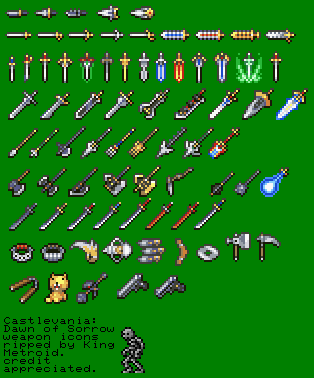 Castlevania:
Dawn of Sorrow
weapon icons
ripped by King
Metroid.
credit
appreciated.